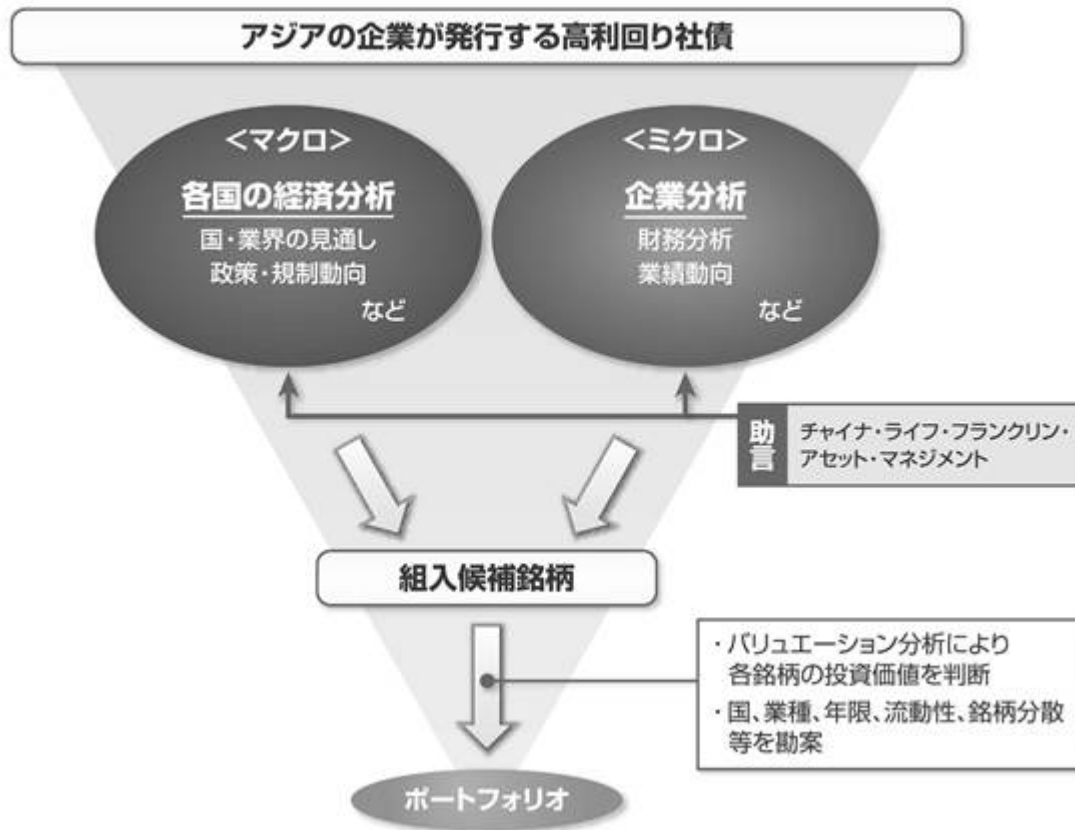 アジアの企業が発行する高利回り社債
<マクロ>
各国の経済分析
国・業界の見通し
政策・規制動向
など
<ミクロ>
企業分析
財務分析
業績動向
など
助言
チャイナ・ライフ・フランクリン・
アセット・マネジメント
組入候補銘柄
・バリュエーション分析により
各銘柄の投資価値を判断
・国、業種、年限、流動性、銘柄分散
等を勘案
ポートフォリオ